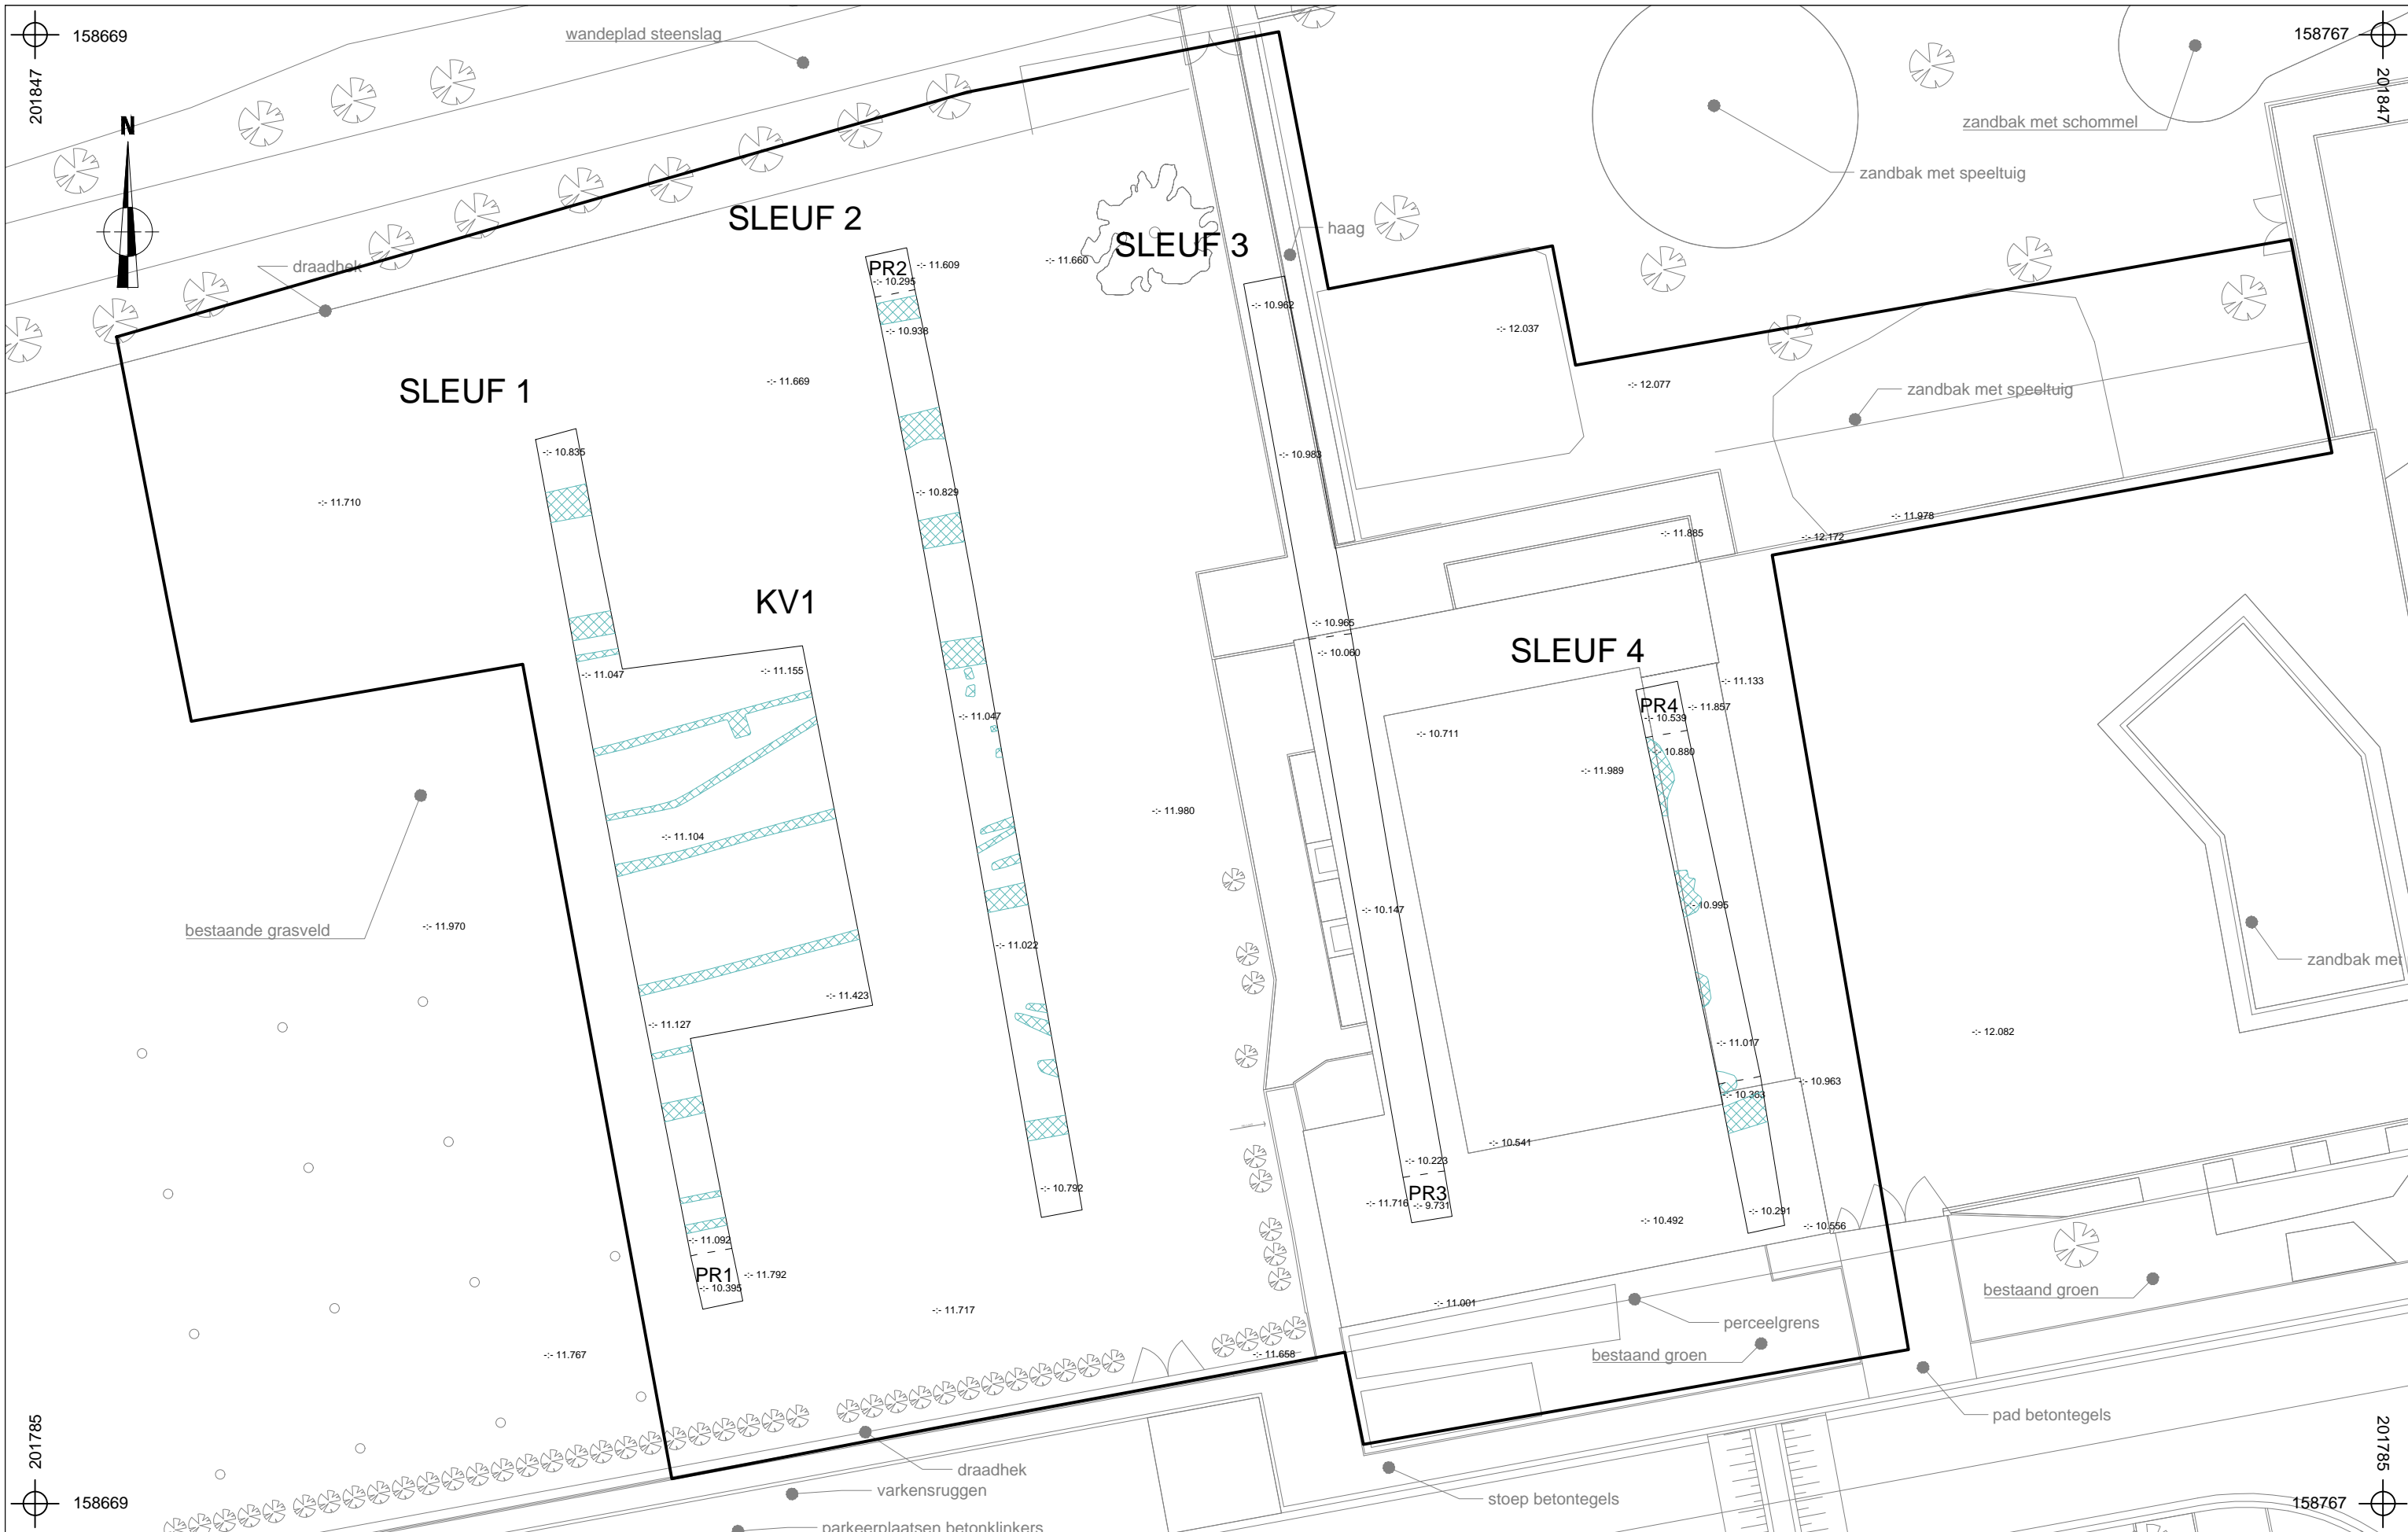 158669
wandeplad steenslag
158767
201847
201847
N
zandbak met schommel
zandbak met speeltuig
SLEUF 2
haag
SLEUF 3
draadhek
PR2
-:- 11.609
-:- 11.660
-:- 10.295
-:- 10.962
-:- 10.938
-:- 12.037
SLEUF 1
-:- 11.669
-:- 12.077
zandbak met speeltuig
-:- 10.835
-:- 10.983
-:- 11.710
-:- 10.829
-:- 11.978
-:- 11.885
-:- 12.172
KV1
-:- 10.965
SLEUF 4
-:- 10.060
-:- 11.155
-:- 11.047
-:- 11.133
PR4
-:- 11.857
-:- 11.047
-:- 10.539
-:- 10.711
-:- 10.880
-:- 11.989
-:- 11.980
-:- 11.104
-:- 10.147
-:- 10.995
bestaande grasveld
-:- 11.970
-:- 11.022
zandbak met
-:- 11.423
-:- 11.127
-:- 12.082
-:- 11.017
-:- 10.963
-:- 10.363
-:- 10.541
-:- 10.223
-:- 10.792
PR3
-:- 11.716
-:- 9.731
-:- 10.492
-:- 10.291
-:- 10.556
-:- 11.092
PR1
-:- 11.792
-:- 10.395
bestaand groen
-:- 11.717
-:- 11.001
perceelgrens
-:- 11.767
-:- 11.658
bestaand groen
pad betontegels
201785
201785
draadhek
varkensruggen
stoep betontegels
158669
158767
parkeerplaatsen betonklinkers